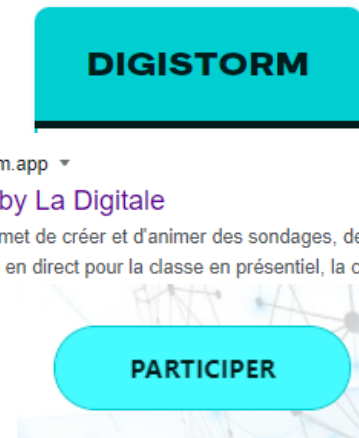 DIGISTORM
m.app
by La Digitale
met de créer et d'animer des sondages, de
en direct pour la classe en présentiel, la
PARTICIPER